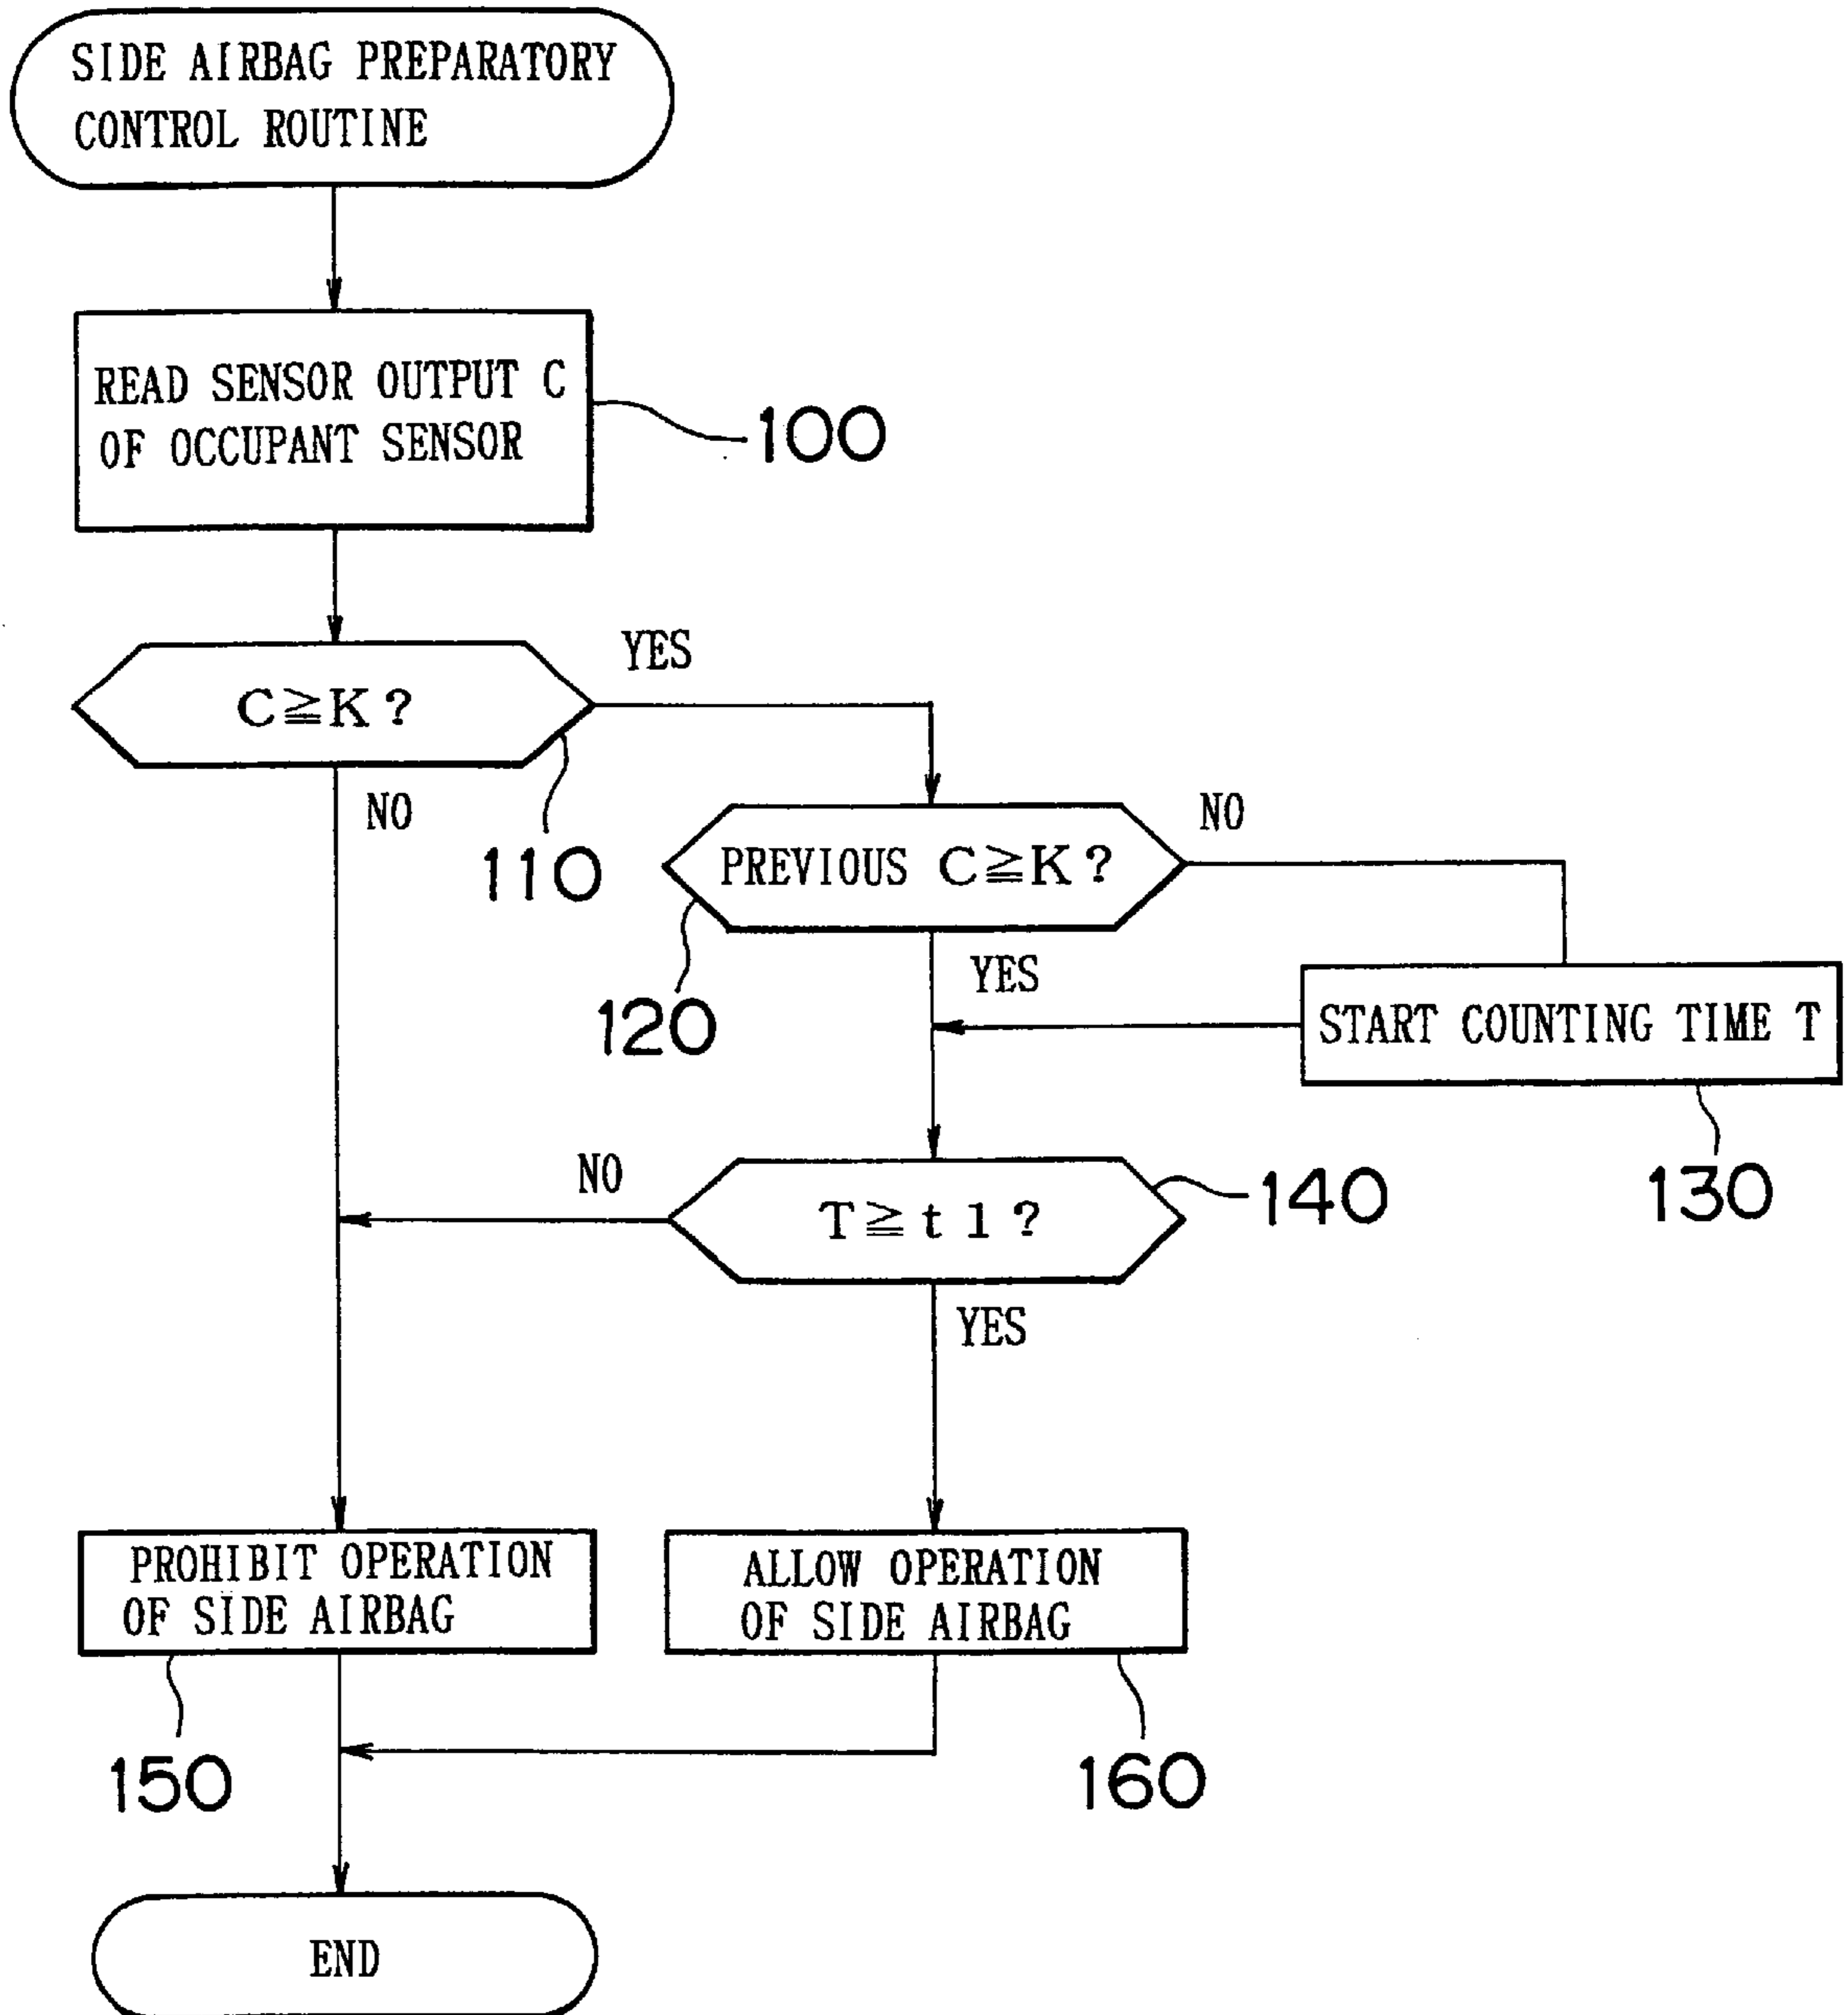 SIDE AIRBAG PREPARATORY
CONTROL ROUTINE
READ SENSOR OUTPUT C
OF OCCUPANT SENSOR
100
C≧K?
YES
NO
110
PREVIOUS C≧K?
NO
YES
120
START COUNTING TIME T
130
T≧t1?
NO
140
YES
PROHIBIT OPERATION
OF SIDE AIRBAG
150
ALLOW OPERATION
OF SIDE AIRBAG
160
END